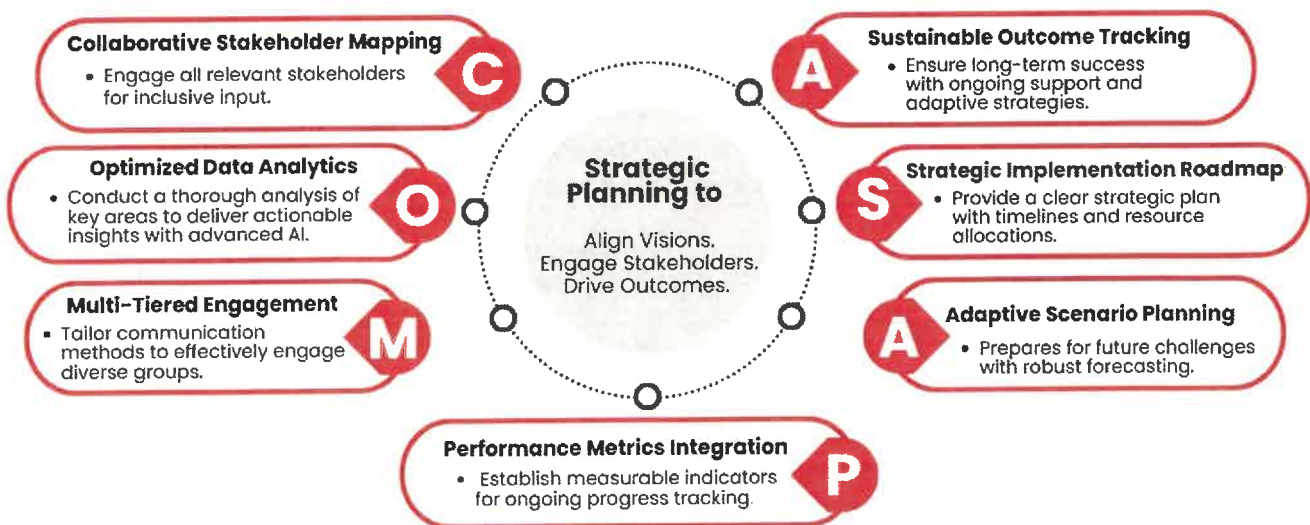 Collaborative Stakeholder Mapping
• Engage all relevant stakeholders
for inclusive input.
C
Optimized Data Analytics
• Conduct a thorough analysis of
key areas to deliver actionable
insights with advanced AI.
O
Multi-Tiered Engagement
• Tailor communication
methods to effectively engage
diverse groups.
M
Performance Metrics Integration
• Establish measurable indicators
for ongoing progress tracking.
P
Strategic
Planning to
Align Visions.
Engage Stakeholders.
Drive Outcomes.
A
Sustainable Outcome Tracking
• Ensure long-term success
with ongoing support and
adaptive strategies.
S
Strategic Implementation Roadmap
• Provide a clear strategic plan
with timelines and resource
allocations.
A
Adaptive Scenario Planning
• Prepares for future challenges
with robust forecasting.